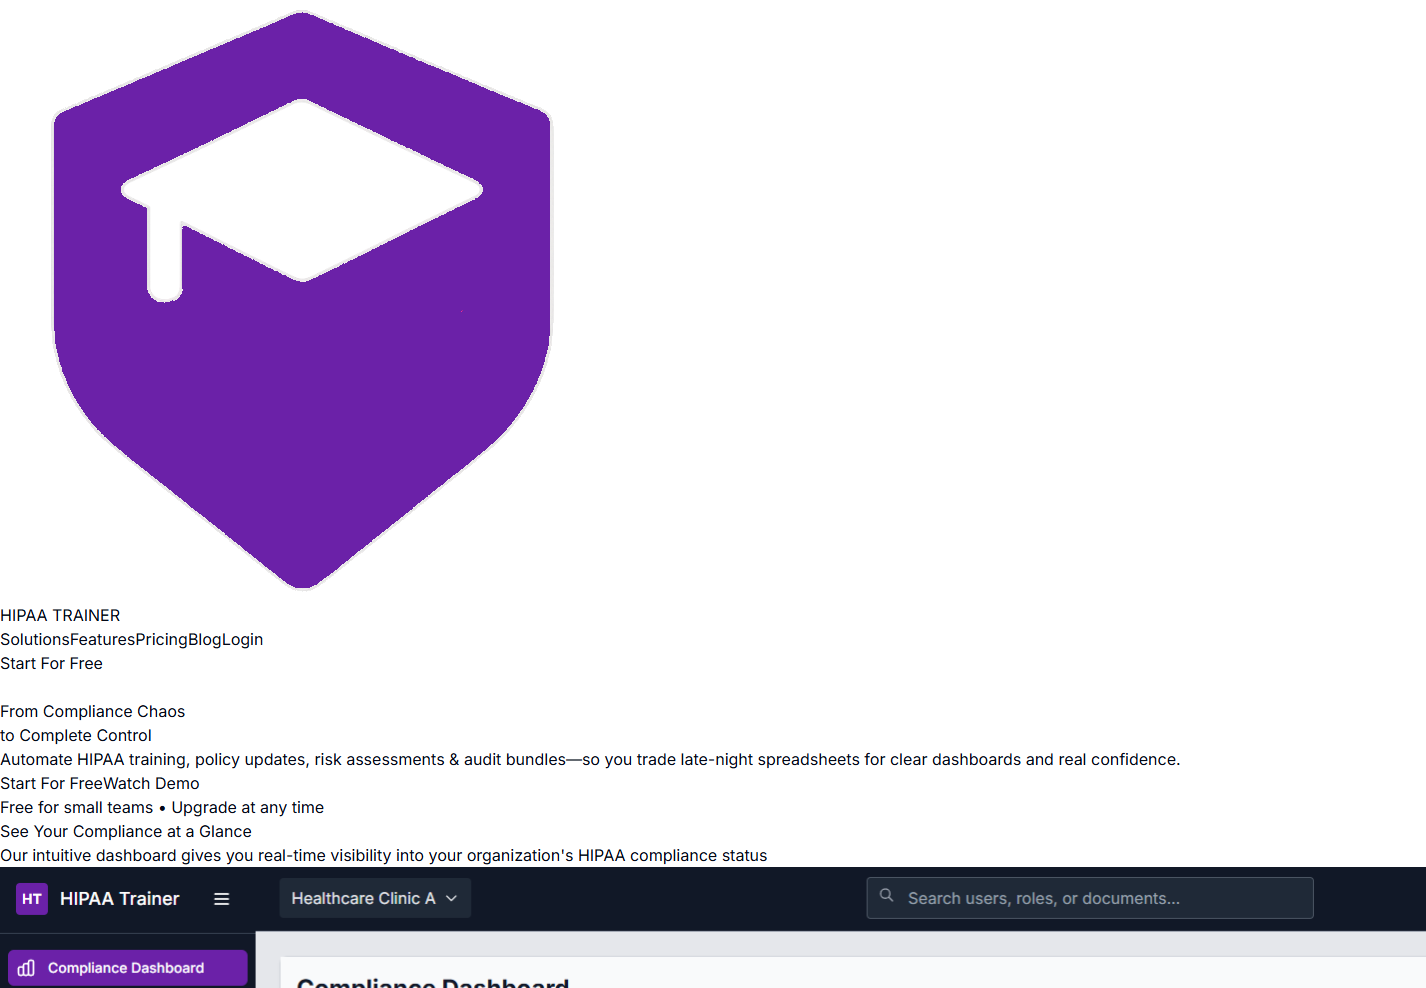 HIPAA TRAINER
SolutionsFeaturesPricingBlogLogin
Start For Free
From Compliance Chaos
to Complete Control
Automate HIPAA training, policy updates, risk assessments & audit bundles—so you trade late-night spreadsheets for clear dashboards and real confidence.
Start For FreeWatch Demo
Free for small teams • Upgrade at any time
See Your Compliance at a Glance
Our intuitive dashboard gives you real-time visibility into your organization's HIPAA compliance status
HT HIPAA Trainer Healthcare Clinic A Search users, roles, or documents...
Compliance Dashboard
Compliance Dashboard